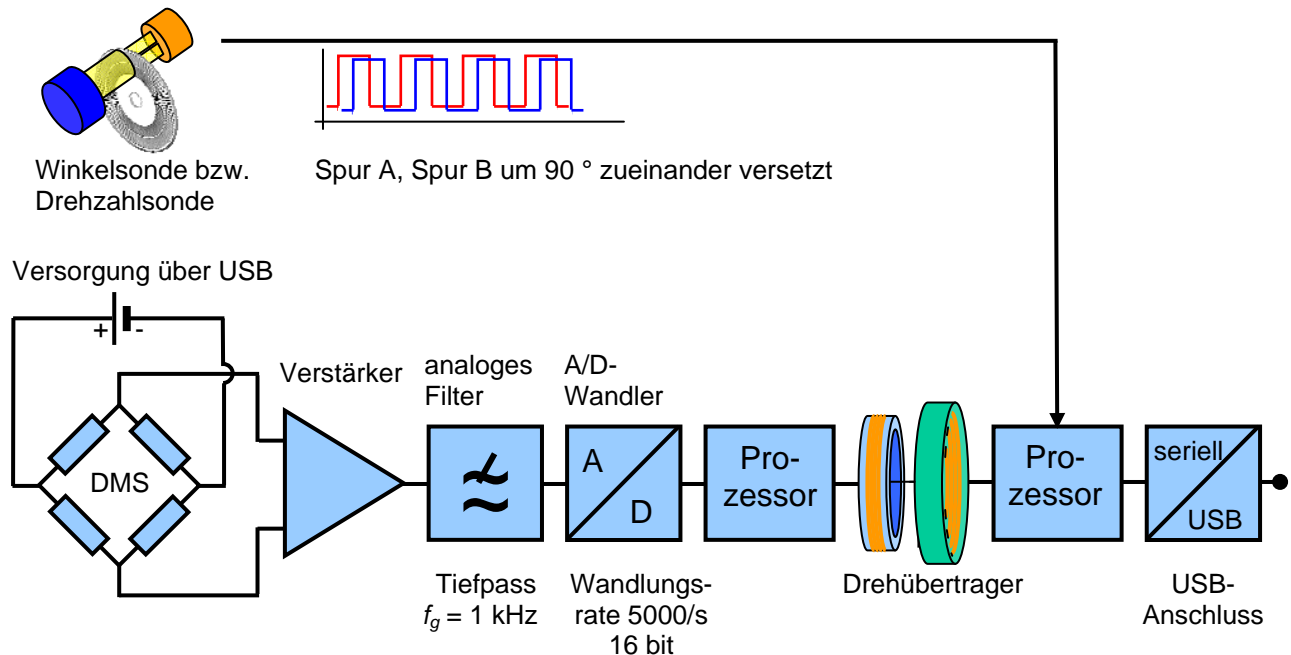 Winkelsonde bzw.
Drehzahlsonde
Spur A, Spur B um 90 ° zueinander versetzt
Versorgung über USB
+ -
DMS
Verstärker
analoges
Filter
A/D-
Wandler
A
D
Pro-
zessor
Pro-
zessor
seriell
USB
Tiefpass
fg = 1 kHz
Wandlungs-
rate 5000/s
16 bit
Drehübertrager
USB-
Anschluss